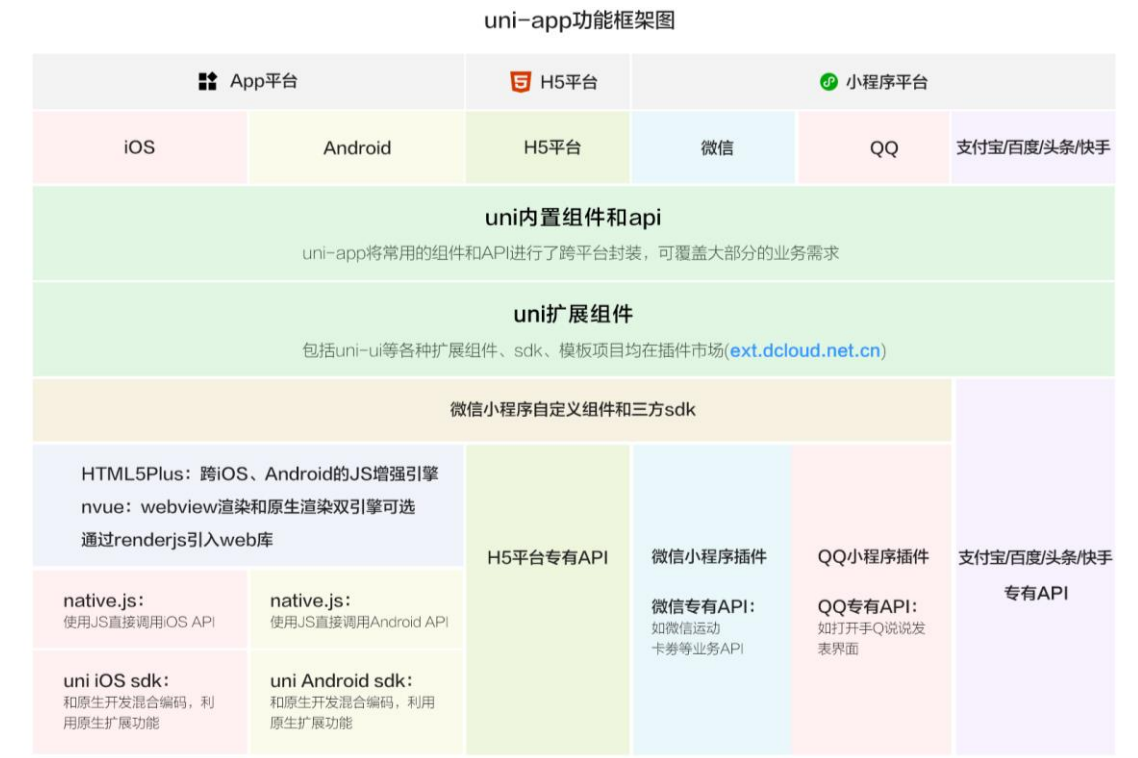 uni-app功能框架图
App平台
H5平台
小程序平台
iOS
Android
H5平台
微信
QQ
支付宝/百度/头条/快手
uni内置组件和api
uni-app将常用的组件和API进行了跨平台封装，可覆盖大部分的业务需求
uni扩展组件
包括uni-ui等各种扩展组件、sdk、模板项目均在插件市场(ext.dcloud.net.cn)
微信小程序自定义组件和三方sdk
HTML5Plus：跨iOS、Android的JS增强引擎
nvue：webview渲染和原生渲染双引擎可选
通过renderjs引入web库
native.js：
使用JS直接调用iOS API
native.js：
使用JS直接调用Android API
uni iOS sdk：
和原生开发混合编码，利
用原生扩展功能
uni Android sdk：
和原生开发混合编码，利用
原生扩展功能
H5平台专有API
微信小程序插件
微信专有API：
如微信运动
卡券等业务API
QQ小程序插件
QQ专有API：
如打开手Q说说发
表界面
支付宝/百度/头条/快手
专有API